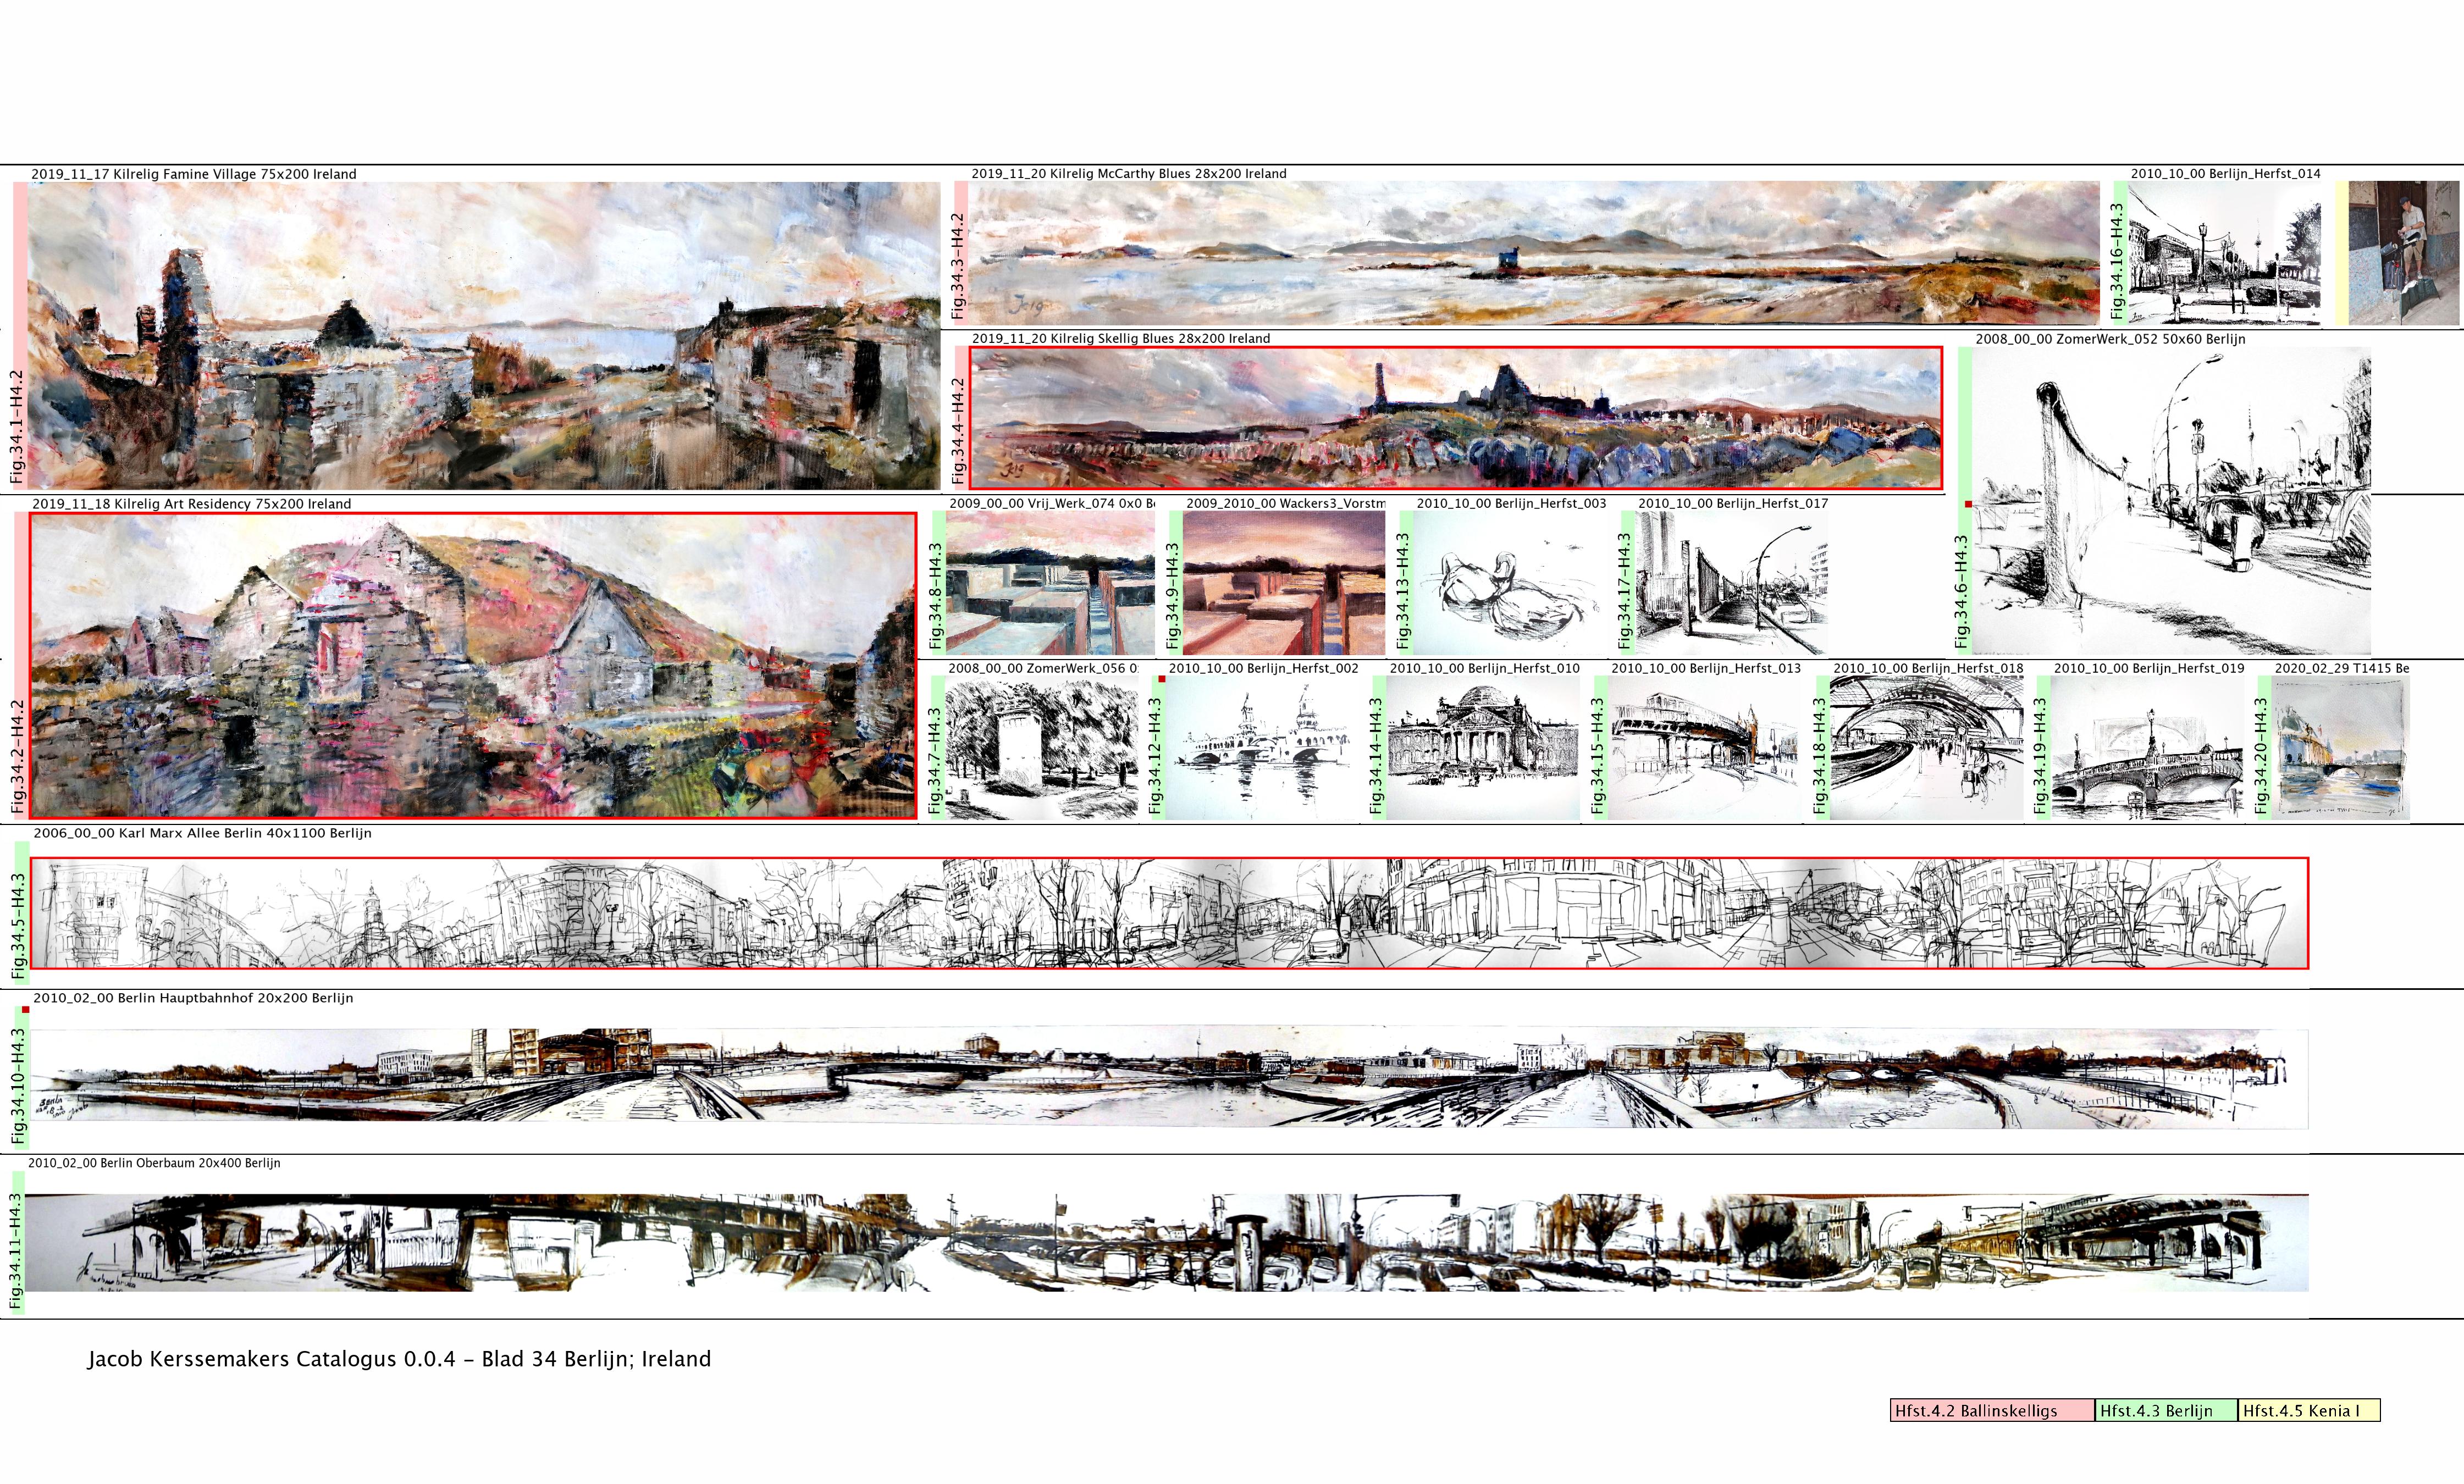 2019_11_17 Kilrelig Famine Village 75x200 Ireland
Fig.34.1-H4.2
2019_11_20 Kilrelig McCarthy Blues 28x200 Ireland
Fig.34.3-H4.2
Jc19
2010_10_00 Berlijn_Herfst_014
Fig.34.16-H4.3
2019_11_20 Kilrelig Skellig Blues 28x200 Ireland
Fig.34.4-H4.2
Jc19
2008_00_00 ZomerWerk_052 50x60 Berlijn
Fig.34.6-H4.3
2019_11_18 Kilrelig Art Residency 75x200 Ireland
Fig.34.2-H4.2
2009_00_00 Vrij_Werk_074 0x0 Be
Fig.34.8-H4.3
2009_2010_00 Wackers3_Vorstm
Fig.34.9-H4.3
2010_10_00 Berlijn_Herfst_003
Fig.34.13-H4.3
2010_10_00 Berlijn_Herfst_017
Fig.34.17-H4.3
2008_00_00 ZomerWerk_056 0
Fig.34.7-H4.3
2010_10_00 Berlijn_Herfst_002
Fig.34.12-H4.3
2010_10_00 Berlijn_Herfst_010
Fig.34.14-H4.3
2010_10_00 Berlijn_Herfst_013
Fig.34.15-H4.3
2010_10_00 Berlijn_Herfst_018
Fig.34.18-H4.3
2010_10_00 Berlijn_Herfst_019
Fig.34.19-H4.3
2020_02_29 T1415 Be
Fig.34.20-H4.3
2006_00_00 Karl Marx Allee Berlin 40x1100 Berlijn
Fig.34.5-H4.3
2010_02_00 Berlin Hauptbahnhof 20x200 Berlijn
Fig.34.10-H4.3
Berlin
2010_02_00 Berlin Oberbaum 20x400 Berlijn
Fig.34.11-H4.3
Jacob Kerssemakers Catalogus 0.0.4 - Blad 34 Berlijn; Ireland
Hfst.4.2 Ballinskelligs
Hfst.4.3 Berlijn
Hfst.4.5 Kenia I